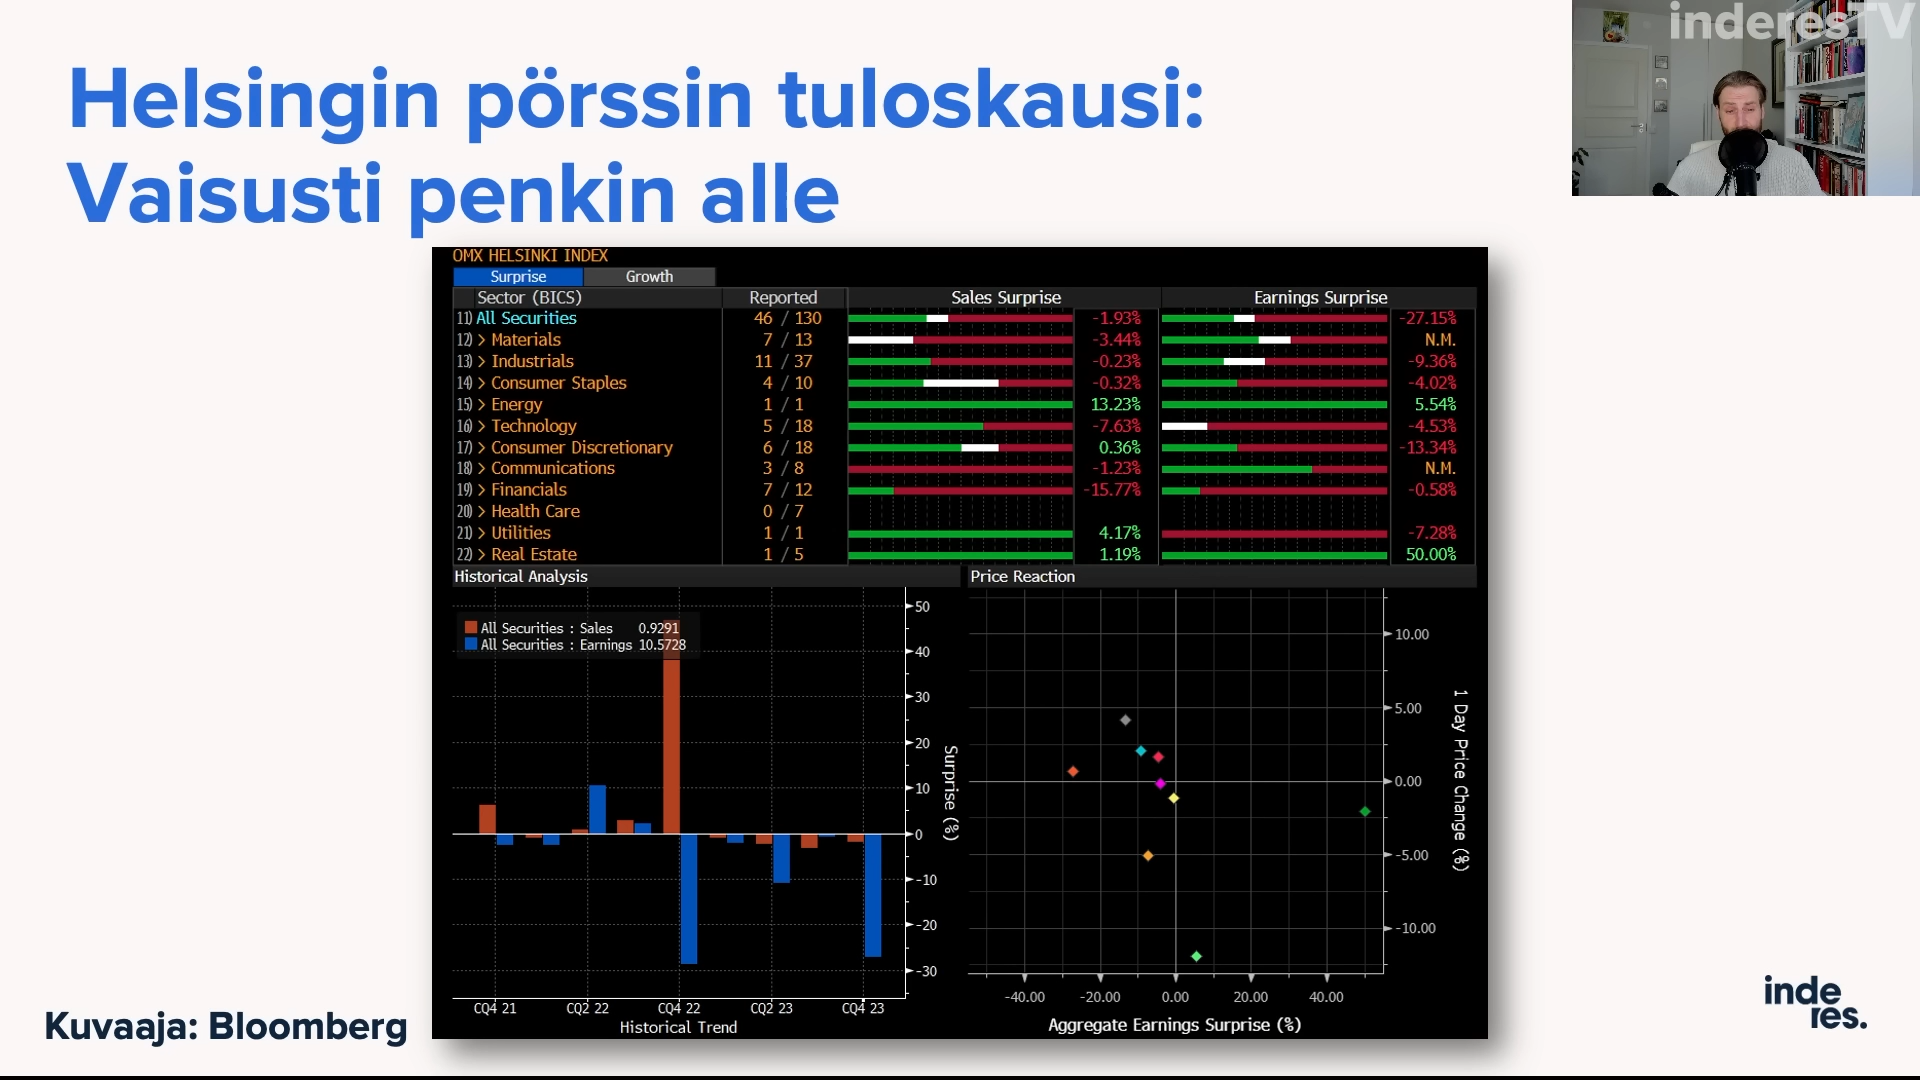 inderesTV
Helsingin pörssin tuloskausi:
Vaisusti penkin alle
OMX HELSINKI INDEX
Surprise Growth
Sector (BICS) Reported Sales Surprise Earnings Surprise
11) All Securities 46 / 130 -1.93% -27.15%
12) > Materials 7 / 13 -3.44% N.M.
13) > Industrials 11 / 37 -0.23% -9.36%
14) > Consumer Staples 4 / 10 -0.32% -4.02%
15) > Energy 1 / 1 13.23% 5.54%
16) > Technology 5 / 18 -7.63% -4.53%
17) > Consumer Discretionary 6 / 18 0.36% -13.34%
18) > Communications 3 / 8 -1.23% N.M.
19) > Financials 7 / 12 -15.77% -0.58%
20) > Health Care 0 / 7
21) > Utilities 1 / 1 4.17% -7.28%
22) > Real Estate 1 / 5 1.19% 50.00%
Historical Analysis
All Securities : Sales 0.9291
All Securities : Earnings 10.5728
50
40
30
20
10
0
-10
-20
-30
Surprise (%)
CQ4 21 CQ2 22 CQ4 22 CQ2 23 CQ4 23
Historical Trend
Price Reaction
10.00
5.00
0.00
-5.00
-10.00
1 Day Price Change (%)
-40.00 -20.00 0.00 20.00 40.00
Aggregate Earnings Surprise (%)
Kuvaaja: Bloomberg
inde
res.